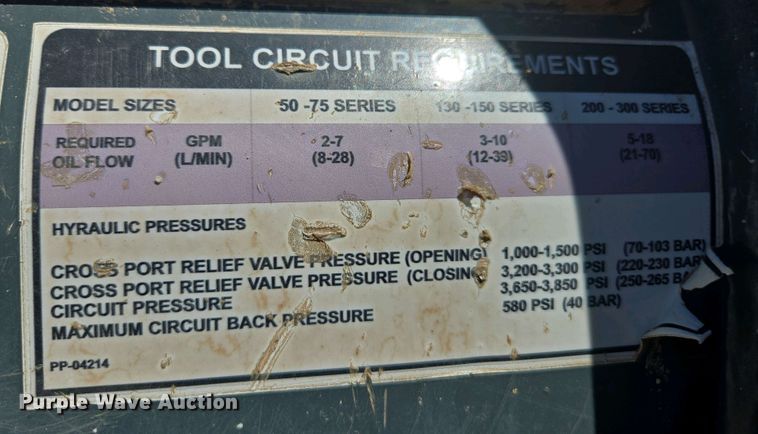 TOOL CIRCUIT REQUIREMENTS
MODEL SIZES 50 -75 SERIES 130 -150 SERIES 200 - 300 SERIES
REQUIRED GPM 2-7 3-10 5-18
OIL FLOW (L/MIN) (8-28) (12-39) (21-70)
HYRAULIC PRESSURES
CROSS PORT RELIEF VALVE PRESSURE (OPENING) 1,000-1,500 PSI (70-103 BAR)
CROSS PORT RELIEF VALVE PRESSURE (CLOSING 3,200-3,300 PSI (220-230 BAR)
CIRCUIT PRESSURE 3,650-3,850 PSI (250-265 BA
MAXIMUM CIRCUIT BACK PRESSURE 580 PSI (40 BAR)
PP-04214
Purple Wave Auction